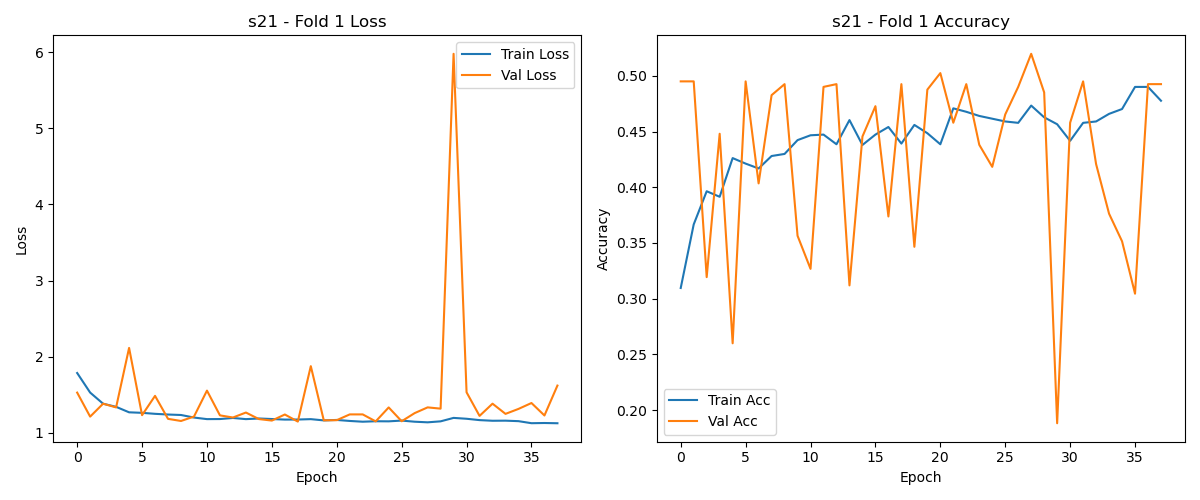 s21 - Fold 1 Loss
Train Loss
Val Loss
6
5
4
3
2
1
Loss
0 5 10 15 20 25 30 35
Epoch
s21 - Fold 1 Accuracy
0.50
0.45
0.40
0.35
0.30
0.25
0.20
Accuracy
Train Acc
Val Acc
0 5 10 15 20 25 30 35
Epoch